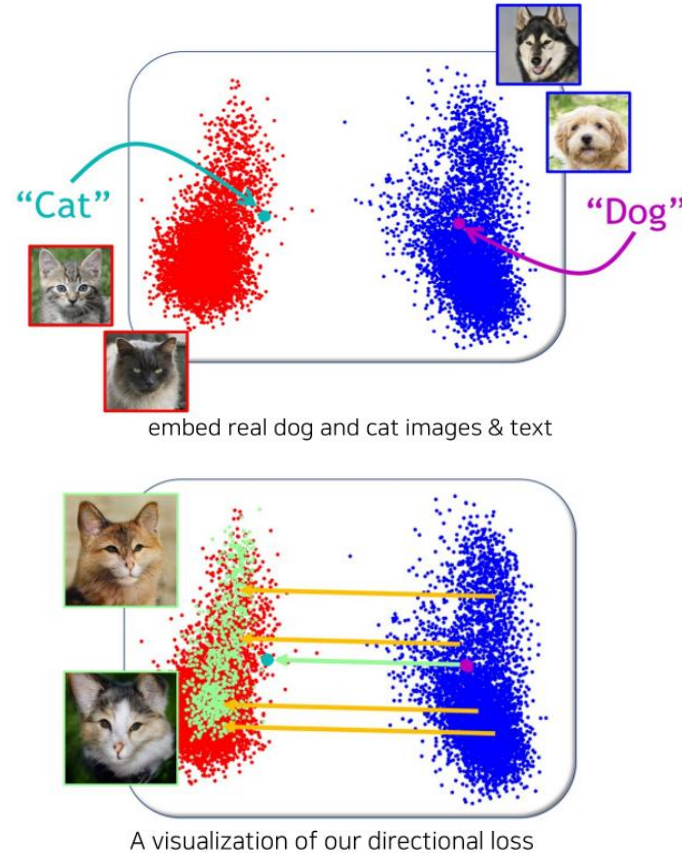 “Cat”
“Dog”
embed real dog and cat images & text
A visualization of our directional loss